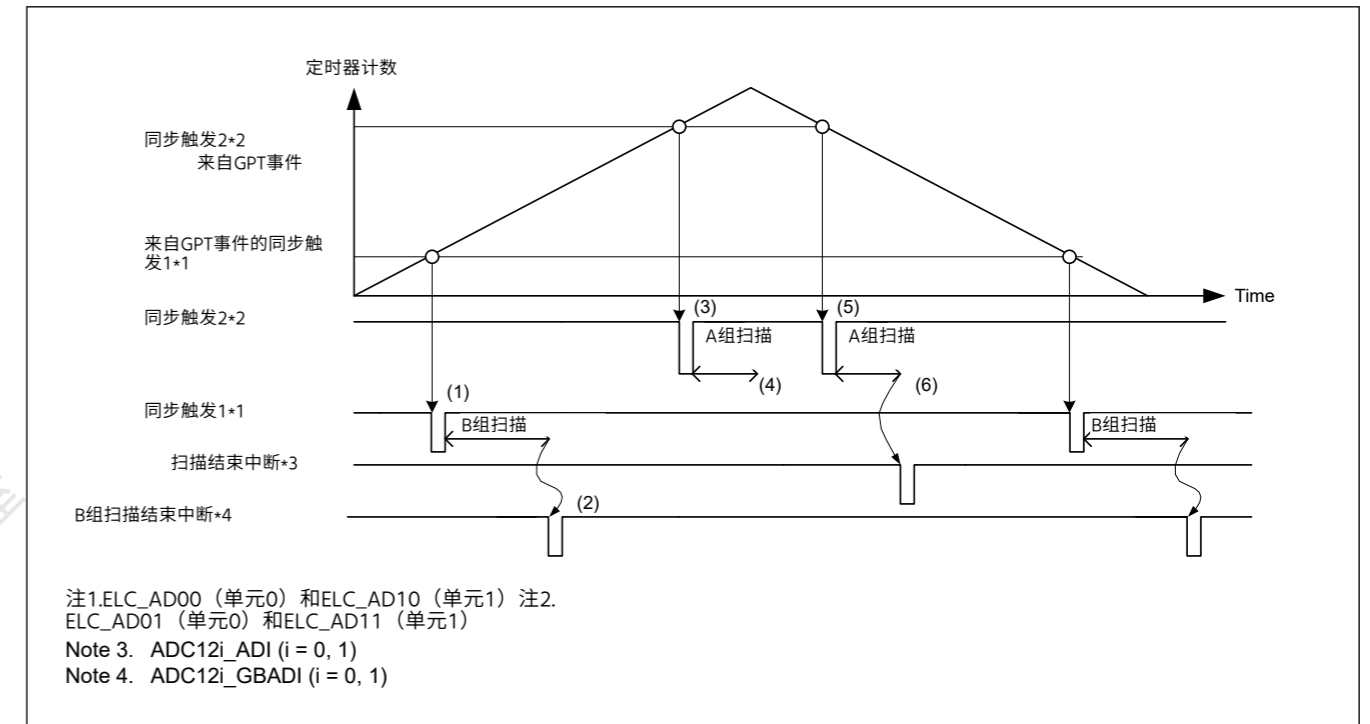 定时器计数
同步触发2*2
来自GPT事件
来自GPT事件的同步触
发1*1
Time
同步触发2*2
(3)
(5)
A组扫描
A组扫描
(4)
(6)
同步触发1*1
(1)
B组扫描
B组扫描
扫描结束中断*3
(2)
B组扫描结束中断*4
注1.ELC_AD00（单元0）和ELC_AD10（单元1）注2.
ELC_AD01（单元0）和ELC_AD11（单元1）
Note 3. ADC12i_ADI (i = 0, 1)
Note 4. ADC12i_GBADI (i = 0, 1)